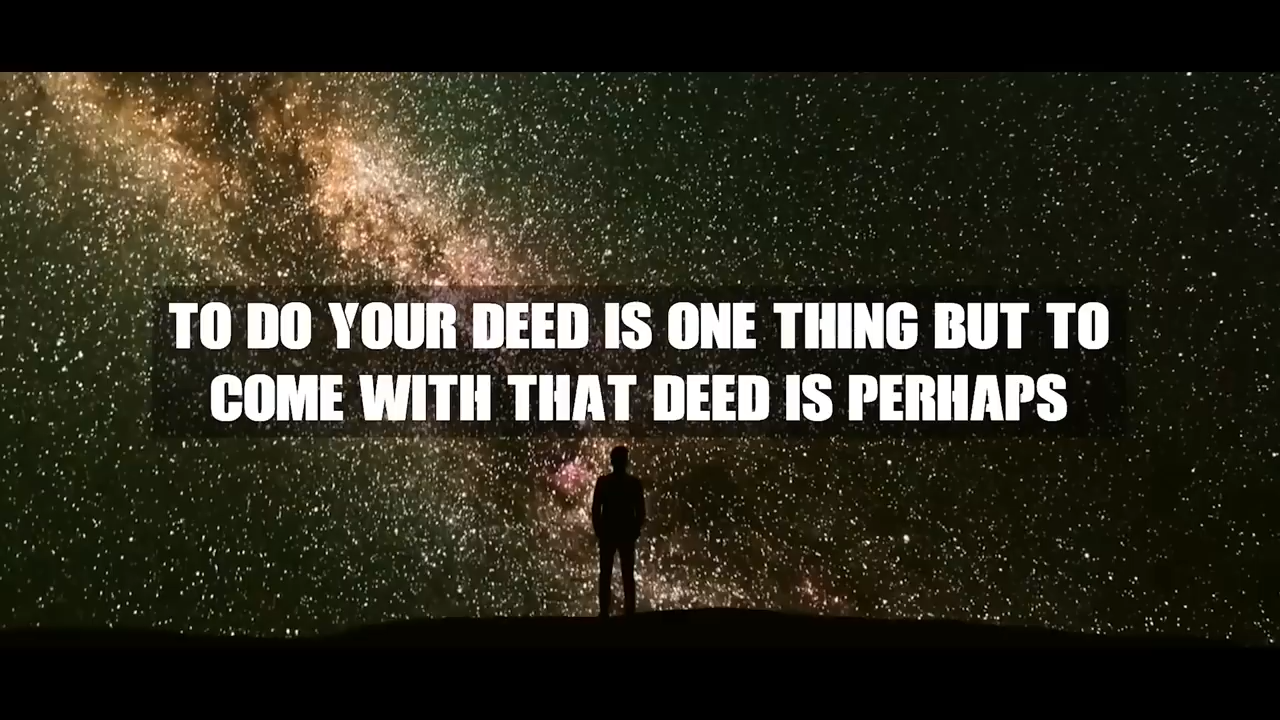 TO DO YOUR DEED IS ONE THING BUT TO
COME WITH THAT DEED IS PERHAPS